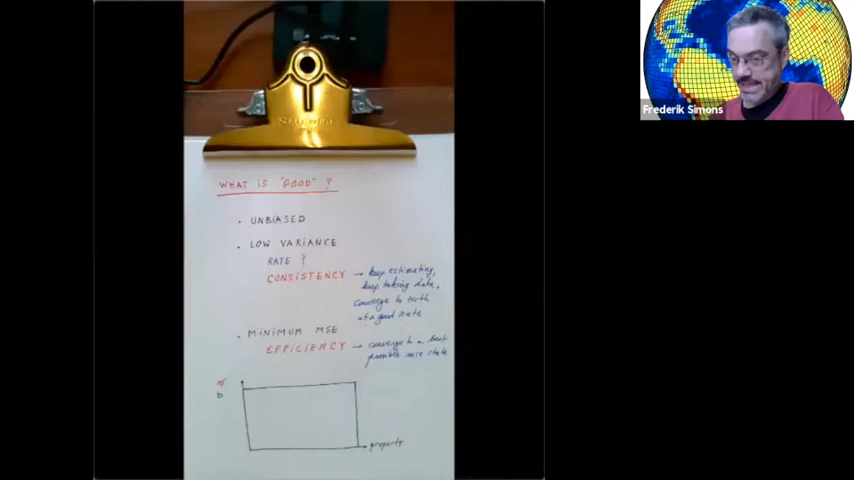 Frederik Simons
WHAT IS "GOOD" ?
• UNBIASED
• LOW VARIANCE
RATE ?
CONSISTENCY → keep estimating,
keep taking data,
converge to truth
at a good rate
• MINIMUM MSE
EFFICIENCY → converge to a best
possible
b
property